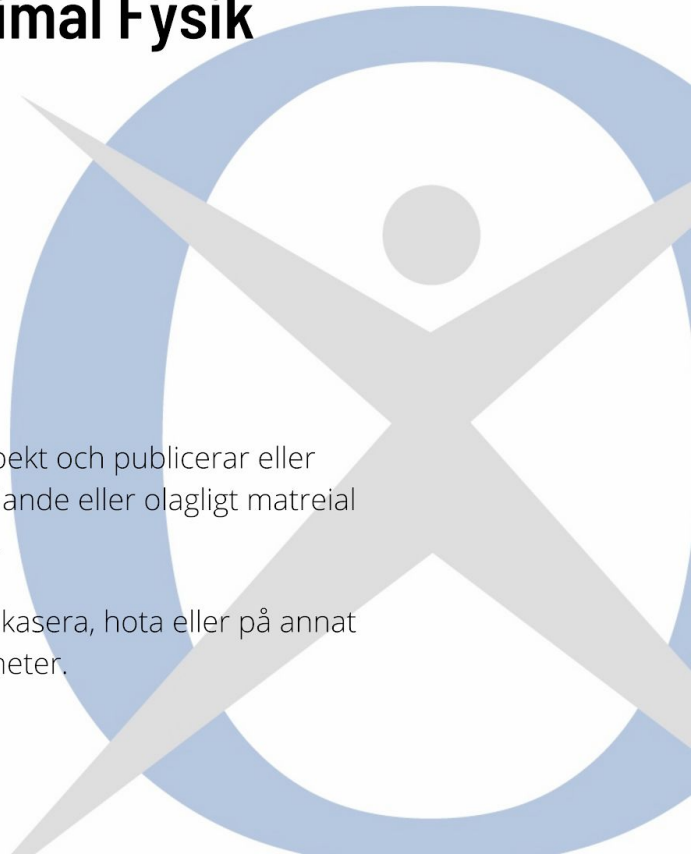 imal Fysik
pekt och publicerar eller
ande eller olagligt matreial
kasera, hota eller på annat
heter.